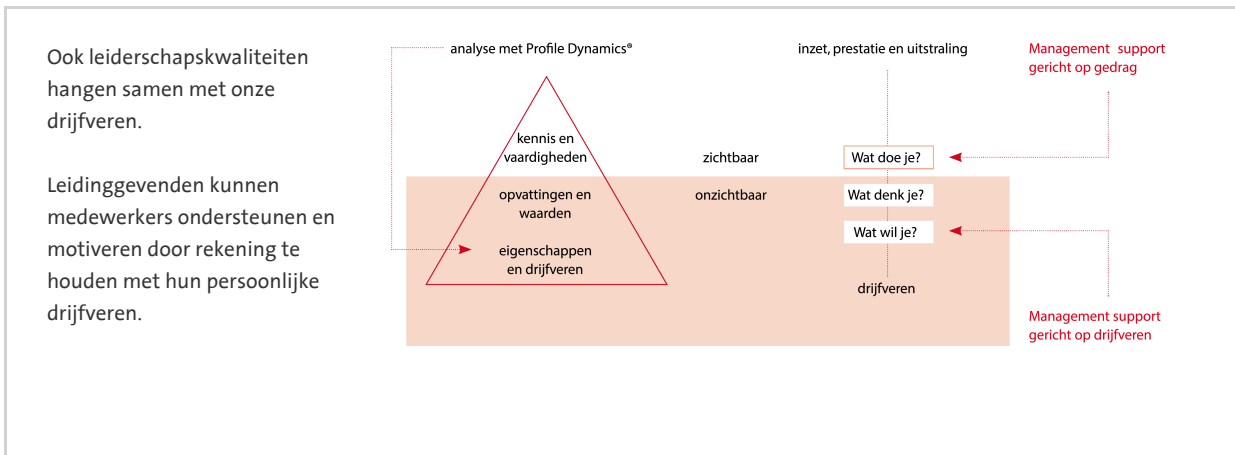 Ook leiderschapskwaliteiten
hangen samen met onze
drijfveren.
Leidinggevenden kunnen
medewerkers ondersteunen en
motiveren door rekening te
houden met hun persoonlijke
drijfveren.
analyse met Profile Dynamics®
kennis en
vaardigheden
opvattingen en
waarden
eigenschappen
en drijfveren
zichtbaar
onzichtbaar
inzet, prestatie en uitstraling
Wat doe je?
Wat denk je?
Wat wil je?
drijfveren
Management support
gericht op gedrag
Management support
gericht op drijfveren